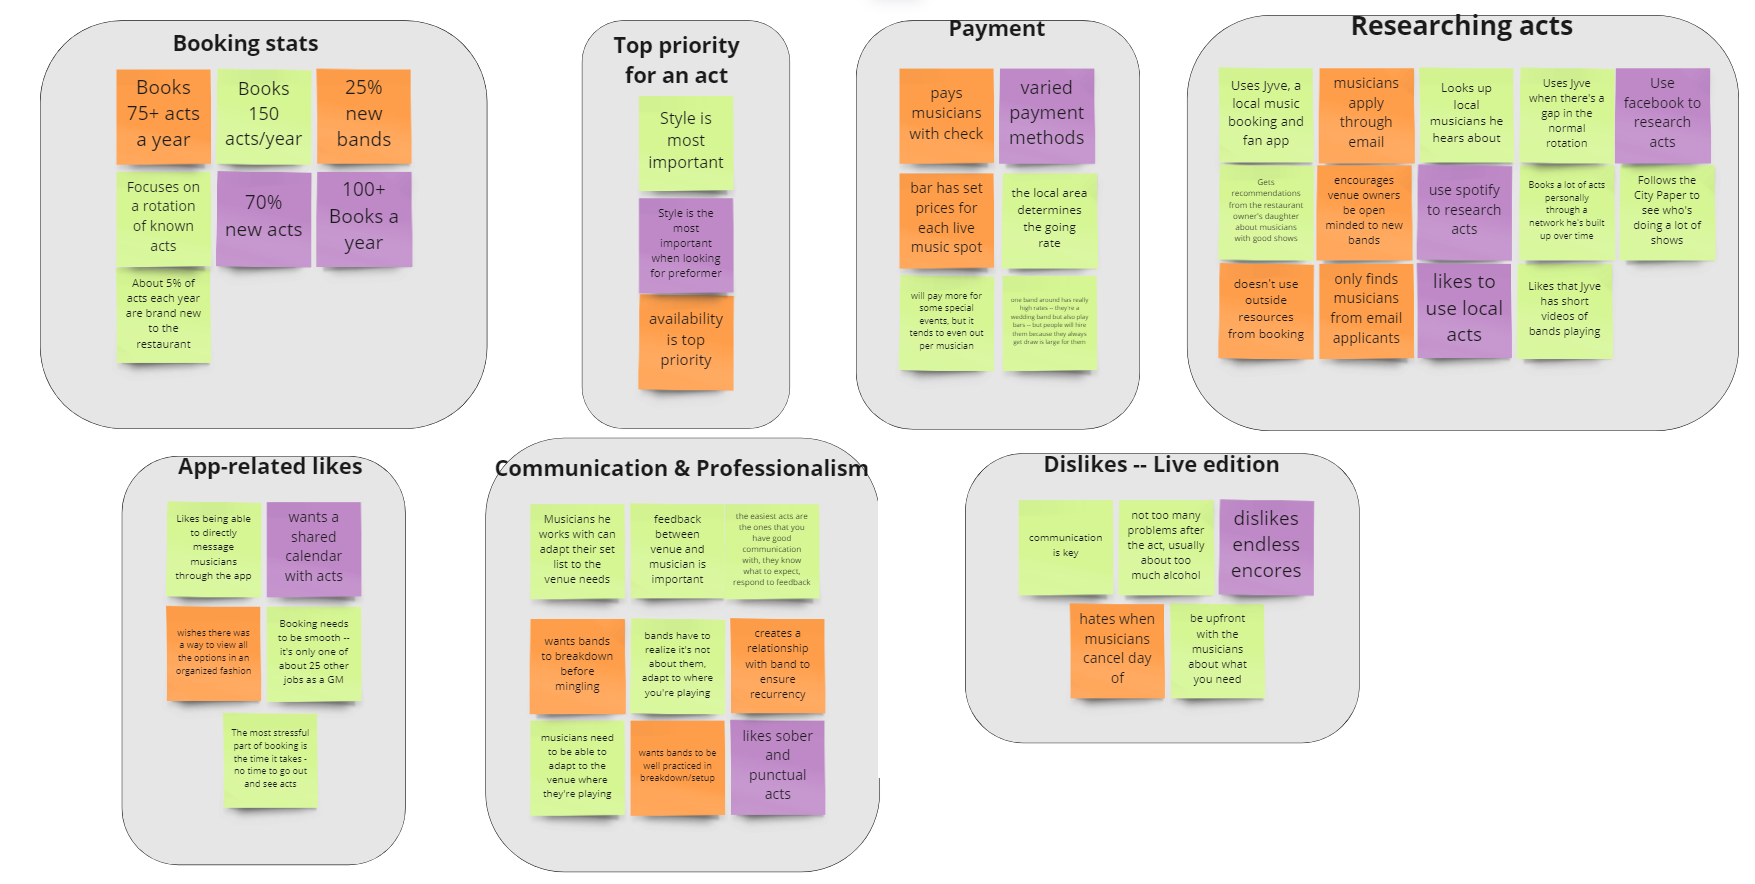 Booking stats
Books
75+ acts
a year
Books
150
acts/year
25%
new
bands
Focuses on
a rotation
of known
acts
70%
new acts
100+
Books a
year
About 5% of
acts each year
are brand new
to the
restaurant
Top priority
for an act
Style is
most
important
Style is the
most
important
when looking
for preformer
availability
is top
priority
Payment
pays
musicians
with check
varied
payment
methods
bar has set
prices for
each live
music spot
the local area
determines
the going
rate
will pay more for
some special
events, but it
tends to even out
per musician
one band around has really
high rates -- they're a
wedding band but also play
bars -- but people will hire
them because they always
get draw is large for them
Researching acts
Uses Jyve, a
local music
booking and
fan app
musicians
apply
through
email
Looks up
local
musicians he
hears about
Uses Jyve
when there's a
gap in the
normal
rotation
Use
facebook to
research
acts
Gets
recommendations
from the restaurant
owner's daughter
about musicians
with good shows
encourages
venue owners
be open
minded to new
bands
use spotify
to research
acts
Books a lot of acts
personally
through a
network he's built
up over time
Follows the
City Paper to
see who's
doing a lot of
shows
doesn't use
outside
resources
from booking
only finds
musicians
from email
applicants
likes to
use local
acts
Likes that Jyve
has short
videos of
bands playing
App-related likes
Likes being able
to directly
message
musicians
through the app
wants a
shared
calendar
with acts
wishes there was
a way to view all
the options in an
organized fashion
Booking needs
to be smooth --
it's only one of
about 25 other
jobs as a GM
The most stressful
part of booking is
the time it takes -
no time to go out
and see acts
Communication & Professionalism
Musicians he
works with can
adapt their set
list to the
venue needs
feedback
between
venue and
musician is
important
the easiest acts are
the ones that you
have good
communication
with, they know
what to expect,
respond to feedback
wants bands
to breakdown
before
mingling
bands have to
realize it's not
about them,
adapt to where
you're playing
creates a
relationship
with band to
ensure
recurrency
musicians need
to be able to
adapt to the
venue where
they're playing
wants bands to be
well practiced in
breakdown/setup
likes sober
and
punctual
acts
Dislikes -- Live edition
communication
is key
not too many
problems after
the act, usually
about too
much alcohol
dislikes
endless
encores
hates when
musicians
cancel day
of
be upfront
with the
musicians
about what
you need